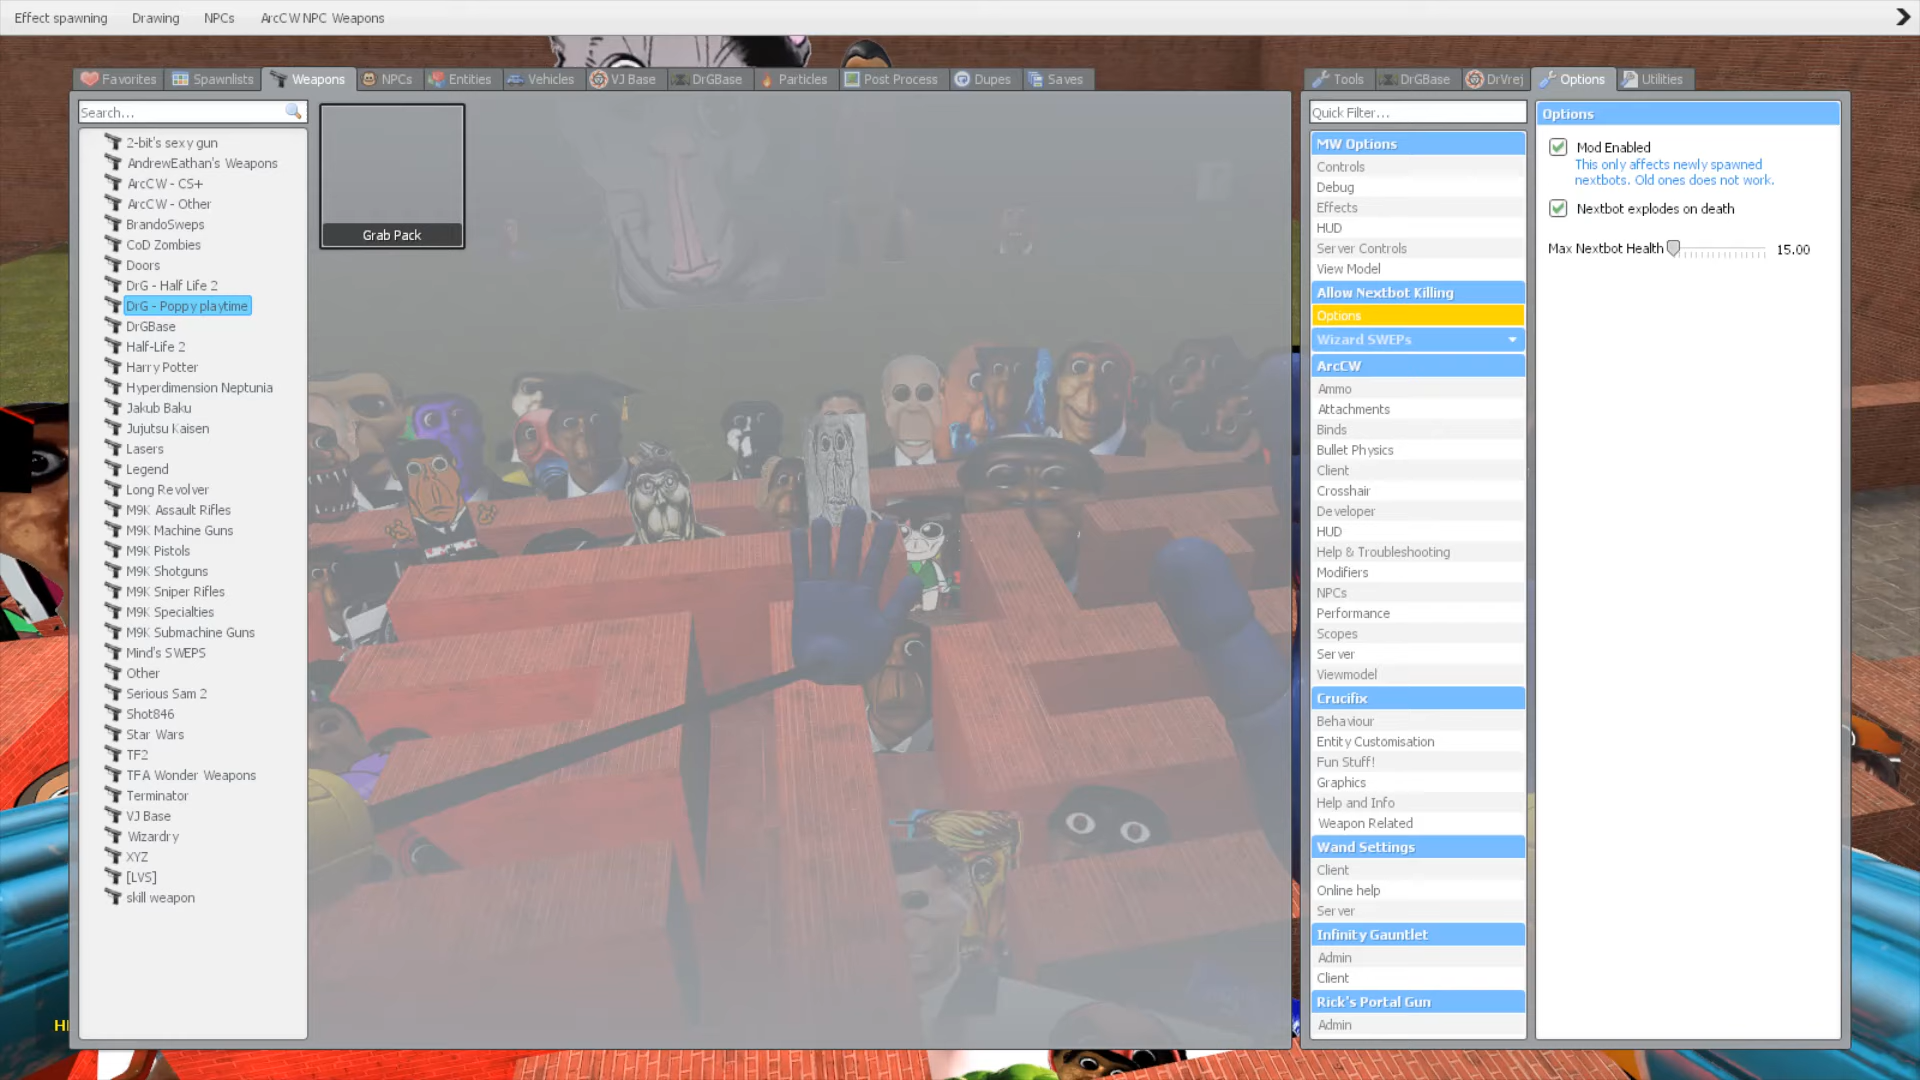 Effect spawning Drawing NPCs ArcCW NPC Weapons
Favorites Spawnlists Weapons NPCs Entities Vehicles VJ Base DrGBase Particles Post Process Dupes Saves
Search...
2-bit's sexy gun
AndrewEathan's Weapons
ArcCW - CS+
ArcCW - Other
BrandoSweps
CoD Zombies
Doors
DrG - Half Life 2
DrG - Poppy playtime
DrGBase
Half-Life 2
Harry Potter
Hyperdimension Neptunia
Jakub Baku
Jujutsu Kaisen
Lasers
Legend
Long Revolver
M9K Assault Rifles
M9K Machine Guns
M9K Pistols
M9K Shotguns
M9K Sniper Rifles
M9K Specialties
M9K Submachine Guns
Mind's SWEPS
Other
Serious Sam 2
Shot846
Star Wars
TF2
TFA Wonder Weapons
Terminator
VJ Base
Wizardry
XYZ
[LVS]
skill weapon
Grab Pack
Tools DrGBase DrVrej Options Utilities
Quick Filter...
MW Options
Controls
Debug
Effects
HUD
Server Controls
View Model
Allow Nextbot Killing
Options
Wizard SWEPs
ArcCW
Ammo
Attachments
Binds
Bullet Physics
Client
Crosshair
Developer
HUD
Help & Troubleshooting
Modifiers
NPCs
Performance
Scopes
Server
Viewmodel
Crucifix
Behaviour
Entity Customisation
Fun Stuff!
Graphics
Help and Info
Weapon Related
Wand Settings
Client
Online help
Server
Infinity Gauntlet
Admin
Client
Rick's Portal Gun
Admin
Options
Mod Enabled
This only affects newly spawned
nextbots. Old ones does not work.
Nextbot explodes on death
Max Nextbot Health 15.00